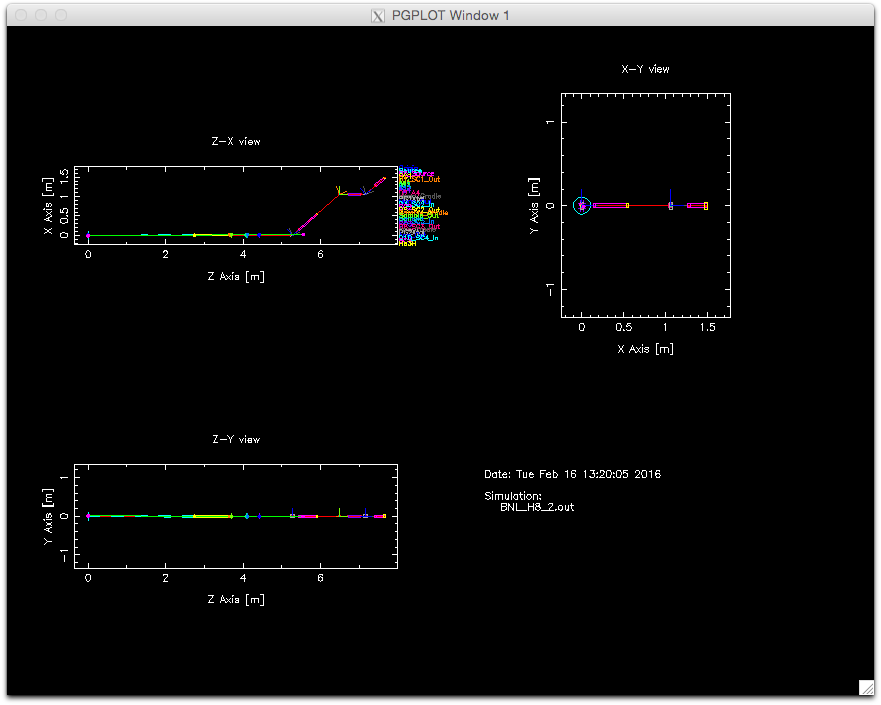 PGPLOT Window 1
Z-X view
X Axis [m]
0 0.5 1 1.5
0 2 4 6
Z Axis [m]
Source
X-Y view
Y Axis [m]
-1 0 1
0 0.5 1 1.5
X Axis [m]
Z-Y view
Y Axis [m]
-1 0 1
0 2 4 6
Z Axis [m]
Date: Tue Feb 16 13:20:05 2016
Simulation:
BNL_H8_2.out